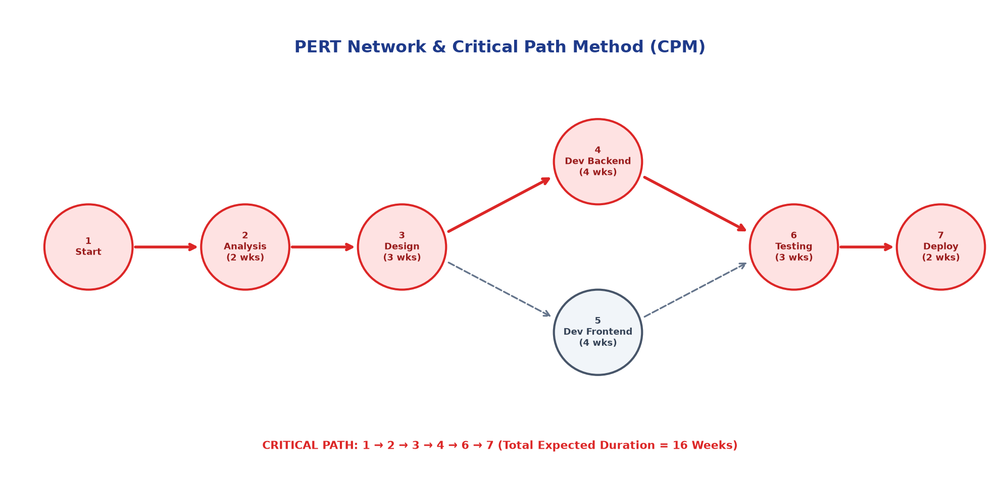 PERT Network & Critical Path Method (CPM)
4
Dev Backend
(4 wks)
1
Start
2
Analysis
(2 wks)
3
Design
(3 wks)
6
Testing
(3 wks)
7
Deploy
(2 wks)
5
Dev Frontend
(4 wks)
CRITICAL PATH: 1 → 2 → 3 → 4 → 6 → 7 (Total Expected Duration = 16 Weeks)